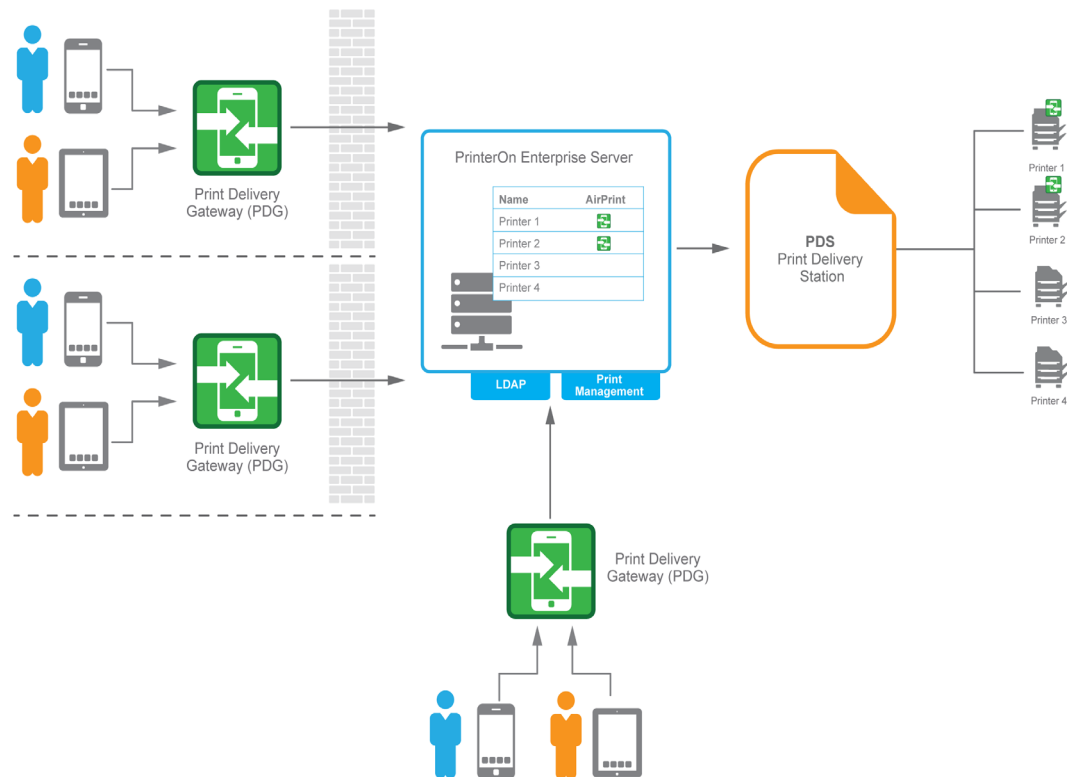 Print Delivery
Gateway (PDG)
Print Delivery
Gateway (PDG)
PrinterOn Enterprise Server
Name AirPrint
Printer 1
Printer 2
Printer 3
Printer 4
LDAP
Print
Management
PDS
Print Delivery
Station
Printer 1
Printer 2
Printer 3
Printer 4
Print Delivery
Gateway (PDG)